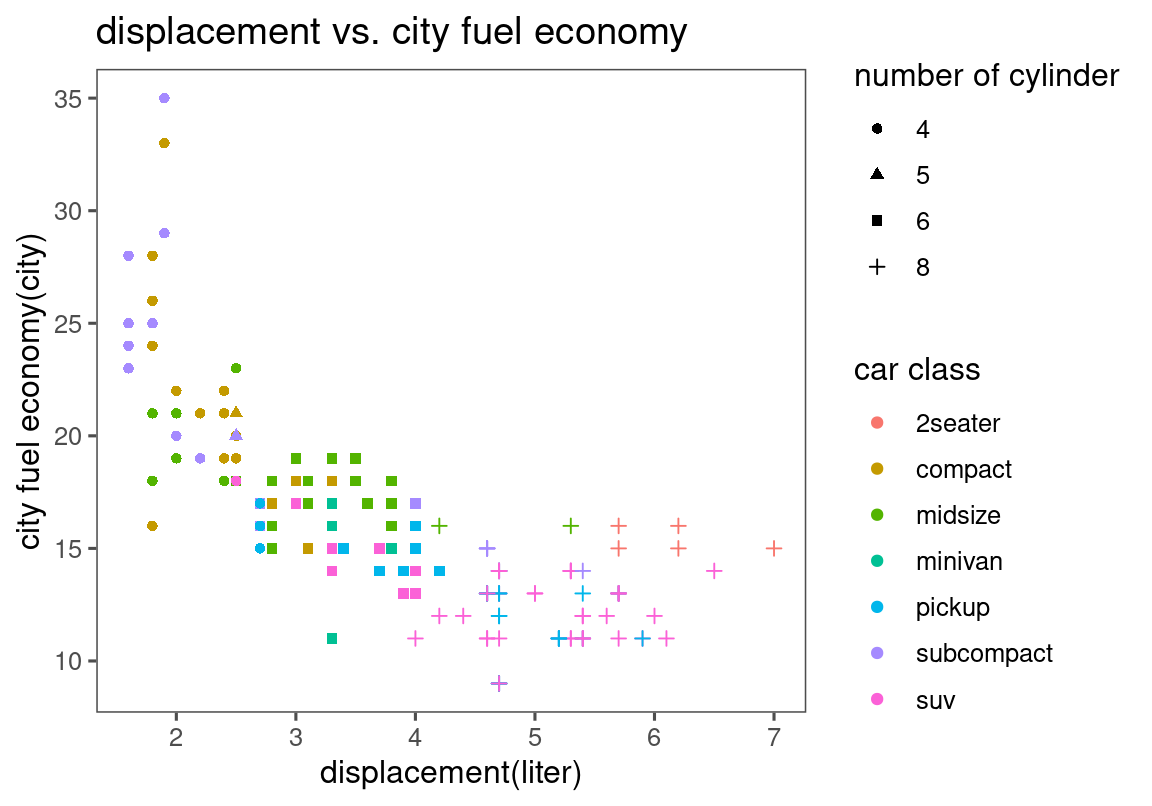 displacement vs. city fuel economy
city fuel economy(city)
35
30
25
20
15
10
2 3 4 5 6 7
displacement(liter)
number of cylinder
4
5
6
8
car class
2seater
compact
midsize
minivan
pickup
subcompact
suv